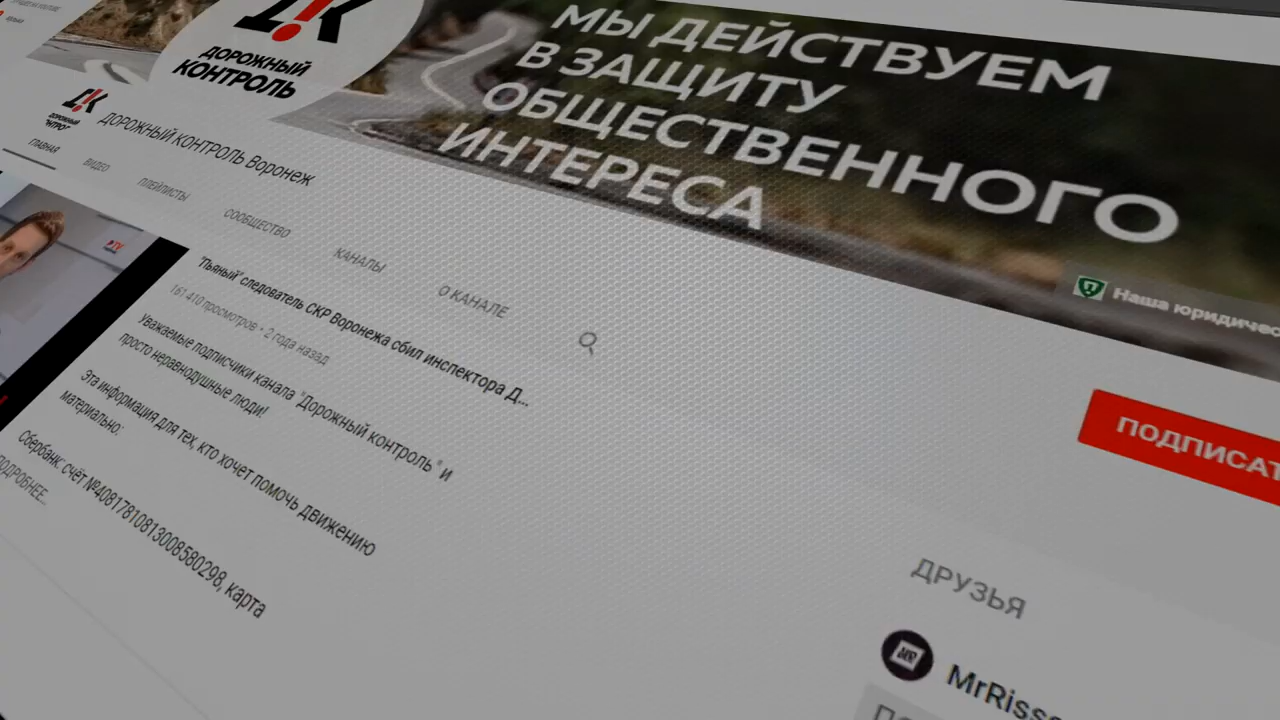 МЫ ДЕЙСТВУЕМ
В ЗАЩИТУ
ОБЩЕСТВЕННОГО
ИНТЕРЕСА
Наша
ДОРОЖНЫЙ
КОНТРОЛЬ
ДОРОЖНЫЙ КОНТРОЛЬ Воронеж
ГЛАВНАЯ ВИДЕО ПЛЕЙЛИСТЫ СООБЩЕСТВО КАНАЛЫ О КАНАЛЕ
"Пьяный" следователь СКР Воронежа сбил инспектора Д...
161 410 просмотров • 2 года назад
Уважаемые подписчики канала "Дорожный контроль " и
просто неравнодушные люди!
Эта информация для тех, кто хочет помочь движению
материально:
Сбербанк: счёт №40817810813008580298, карта
ПОДРОБНЕЕ...
ПОДПИСАТ
ДРУЗЬЯ
MrRiss